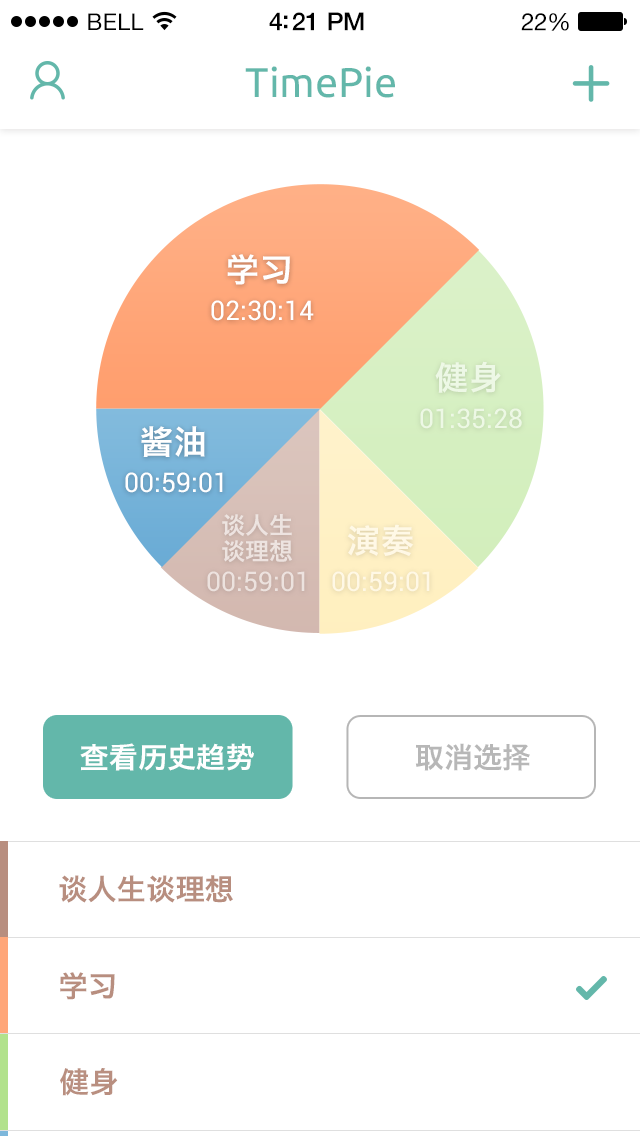 BELL 4:21 PM 22%
TimePie
学习
02:30:14
健身
01:35:28
酱油
00:59:01
谈人生
谈理想
00:59:01
演奏
00:59:01
查看历史趋势 取消选择
谈人生谈理想
学习
健身